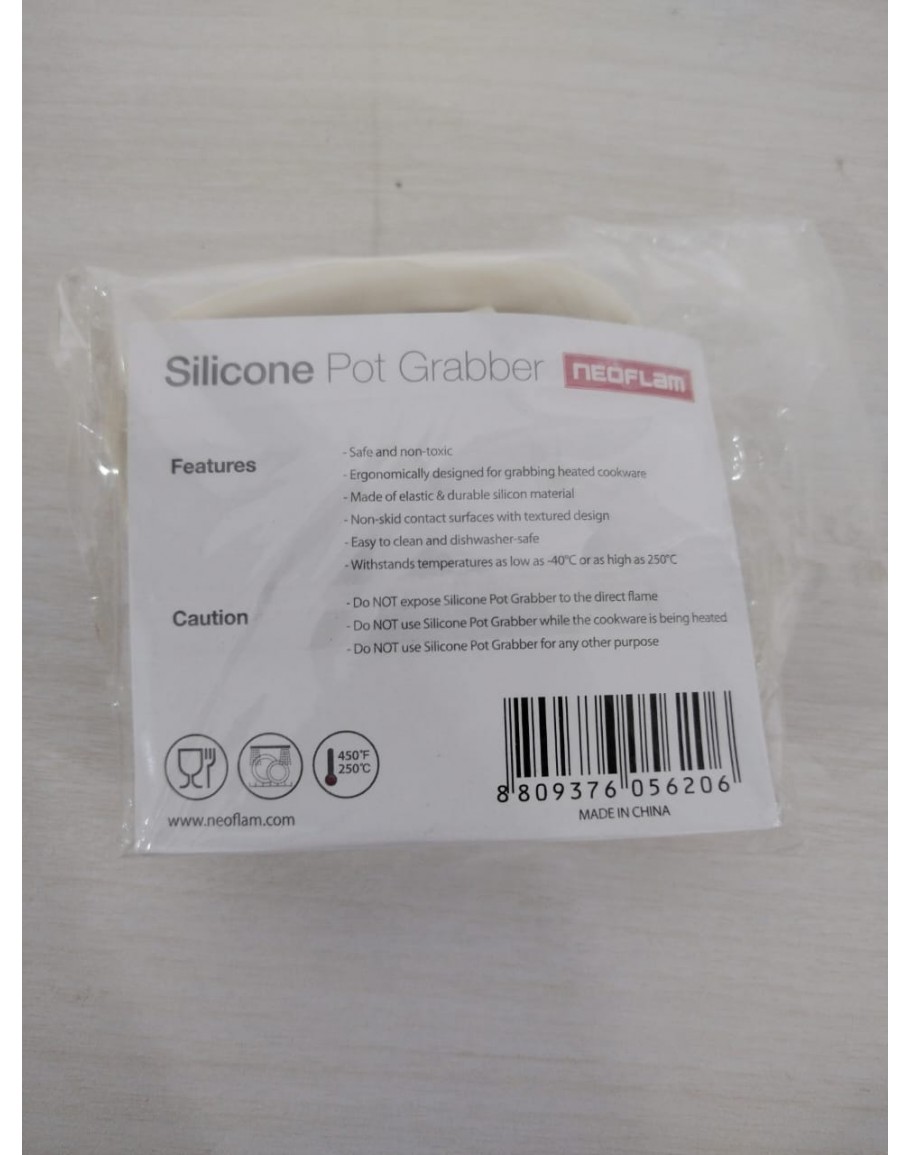 Silicone Pot Grabber NEOFLAM
Features
- Safe and non-toxic
- Ergonomically designed for grabbing heated cookware
- Made of elastic & durable silicon material
- Non-skid contact surfaces with textured design
- Easy to clean and dishwasher-safe
- Withstands temperatures as low as -40°C or as high as 250°C
Caution
- Do NOT expose Silicone Pot Grabber to the direct flame
- Do NOT use Silicone Pot Grabber while the cookware is being heated
- Do NOT use Silicone Pot Grabber for any other purpose
450°F
250°C
www.neoflam.com
8 809376 056206
MADE IN CHINA